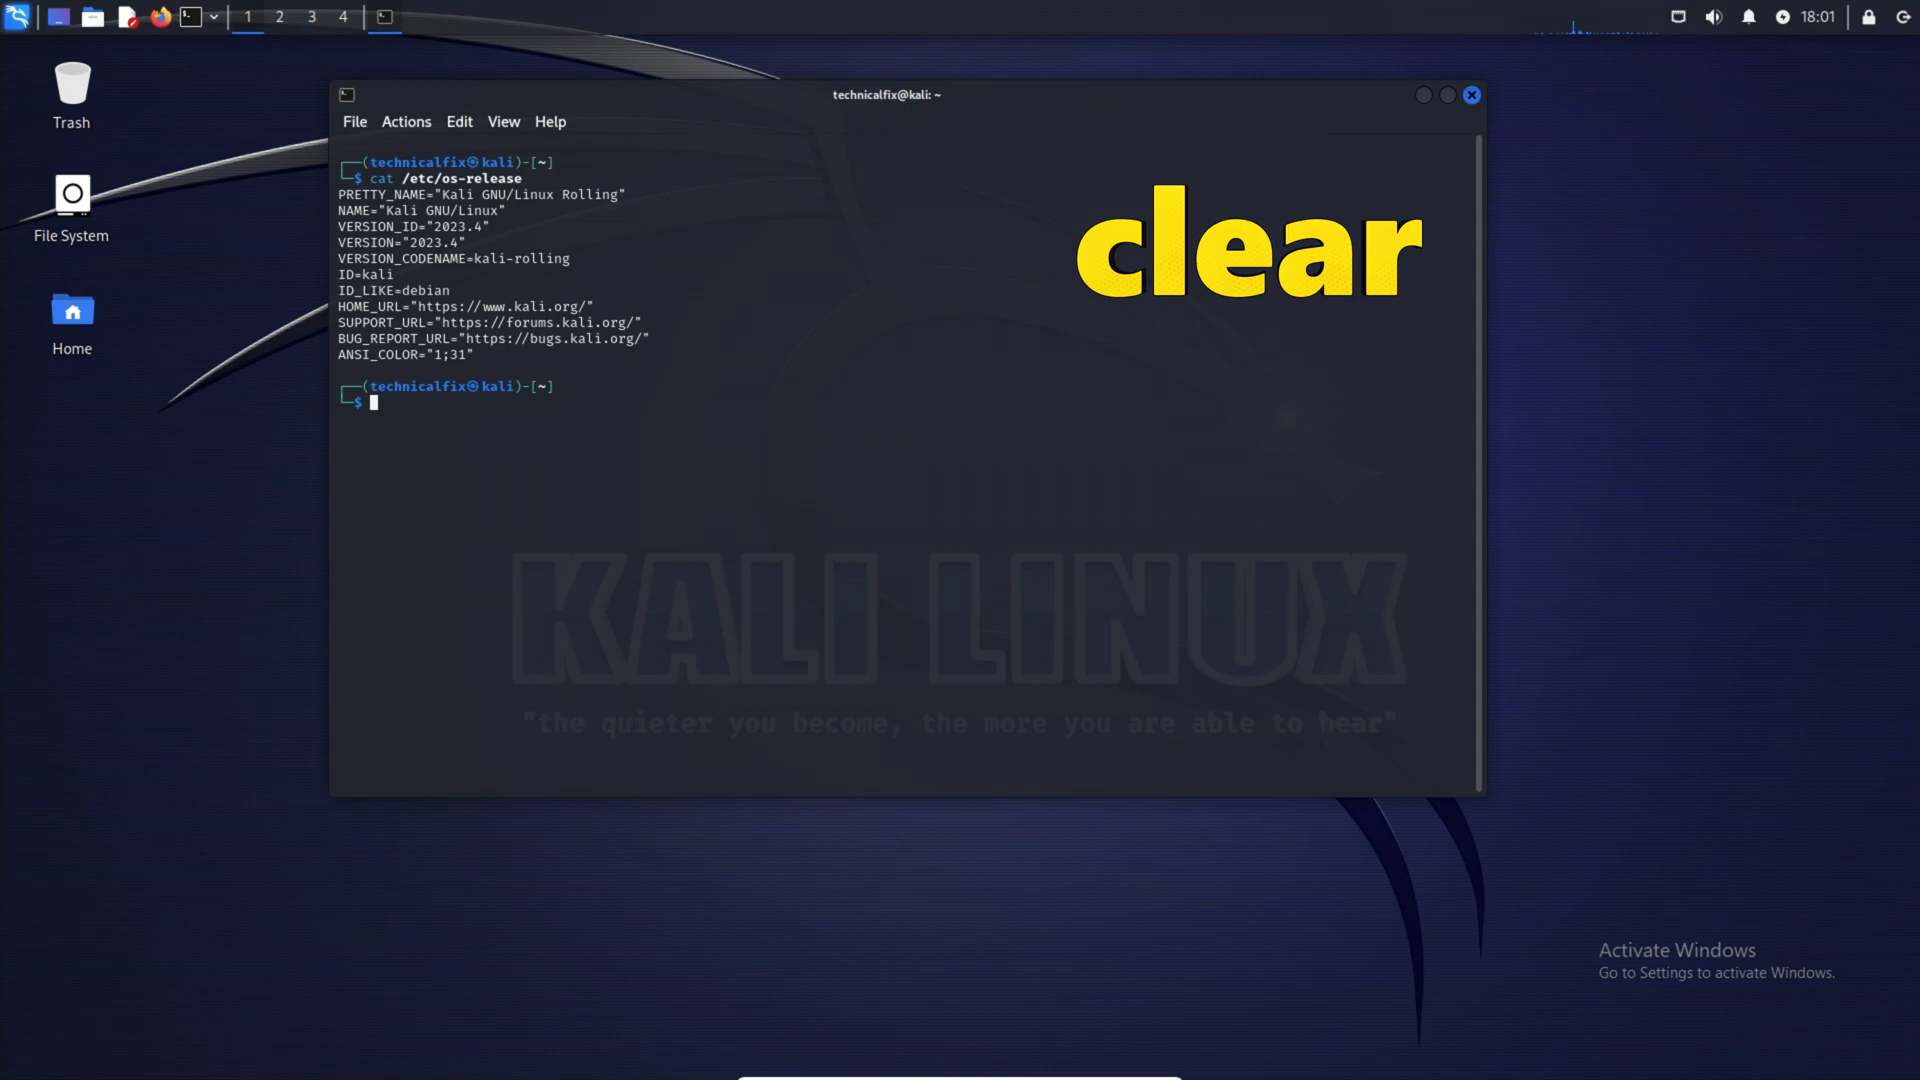 1 2 3 4
18:01
Trash
File System
Home
technicalfix@kali: ~
File Actions Edit View Help
┌──(technicalfix㉿kali)-[~]
└─$ cat /etc/os-release
PRETTY_NAME="Kali GNU/Linux Rolling"
NAME="Kali GNU/Linux"
VERSION_ID="2023.4"
VERSION="2023.4"
VERSION_CODENAME=kali-rolling
ID=kali
ID_LIKE=debian
HOME_URL="https://www.kali.org/"
SUPPORT_URL="https://forums.kali.org/"
BUG_REPORT_URL="https://bugs.kali.org/"
ANSI_COLOR="1;31"
┌──(technicalfix㉿kali)-[~]
└─$
clear
KALI LINUX
"the quieter you become, the more you are able to hear"
Activate Windows
Go to Settings to activate Windows.